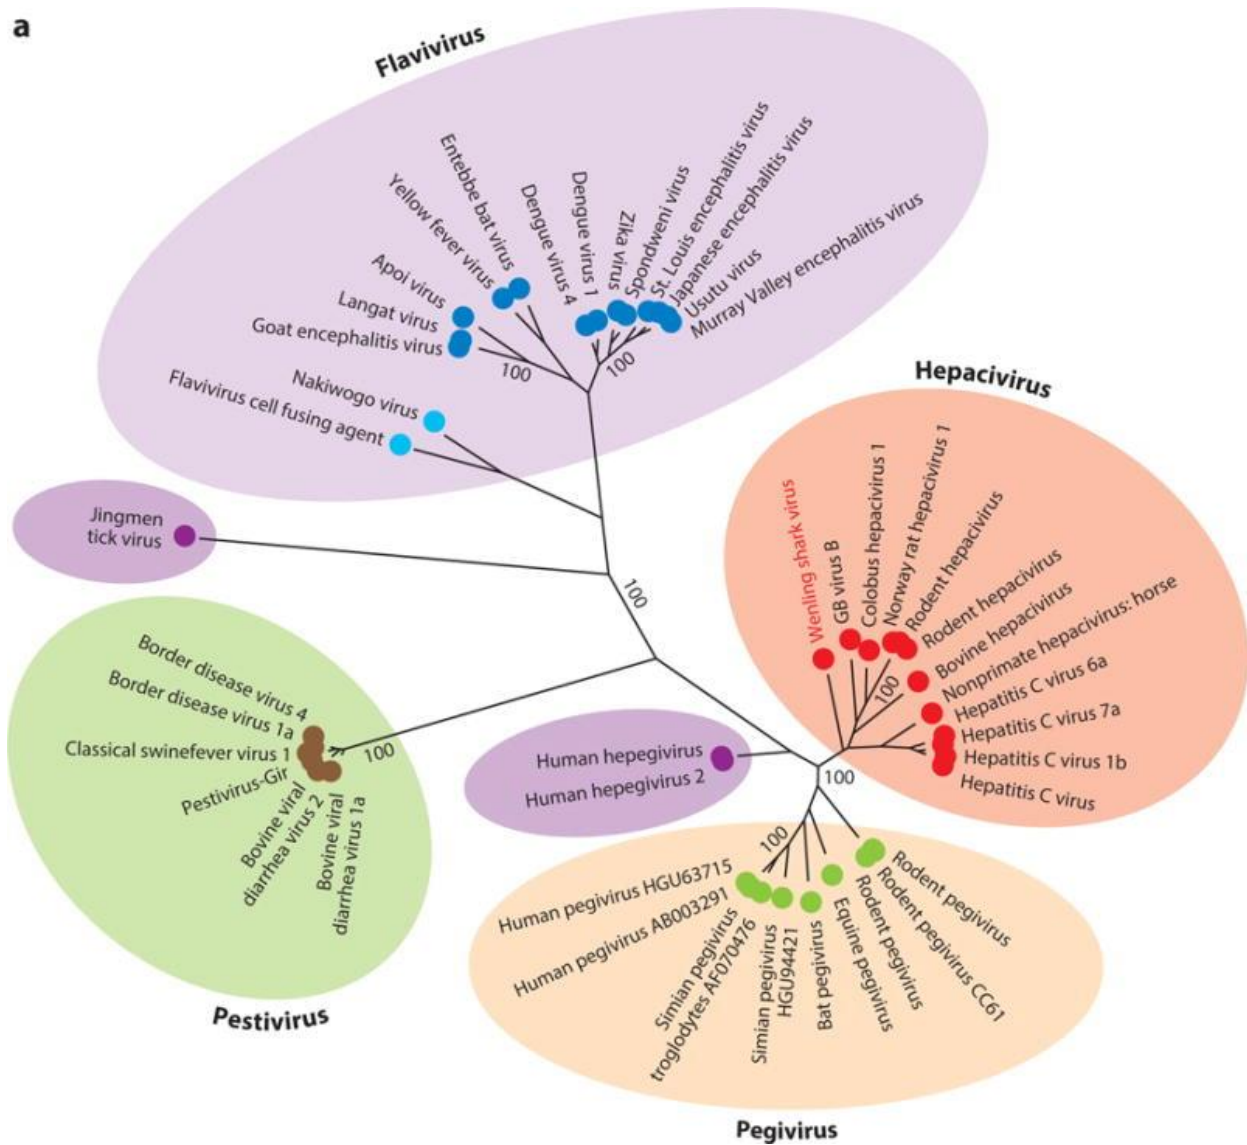 a
Flavivirus
Entebbe bat virus
Yellow fever virus
Dengue virus 4
Dengue virus 1
Zika virus
Spondweni virus
St. Louis encephalitis virus
Japanese encephalitis virus
Usutu virus
Murray Valley encephalitis virus
Apoi virus
Langat virus
Goat encephalitis virus
100
100
Nakiwogo virus
Flavivirus cell fusing agent
Jingmen
tick virus
100
Hepacivirus
Wenling shark virus
GB virus B
Colobus hepacivirus 1
Norway rat hepacivirus 1
Rodent hepacivirus
Rodent hepacivirus
Bovine hepacivirus
Nonprimate hepacivirus: horse
Hepatitis C virus 6a
Hepatitis C virus 7a
Hepatitis C virus 1b
Hepatitis C virus
100
Border disease virus 4
Border disease virus 1a
Classical swinefever virus 1
Pestivirus-Gir
Bovine viral
diarrhea virus 2
Bovine viral
diarrhea virus 1a
100
Pestivirus
Human hepegivirus
Human hepegivirus 2
100
100
Human pegivirus HGU63715
Human pegivirus AB003291
Simian pegivirus
troglodytes AF070476
Simian pegivirus
HGU94421
Bat pegivirus
Equine pegivirus
Rodent pegivirus
Rodent pegivirus CC61
Rodent pegivirus
Pegivirus